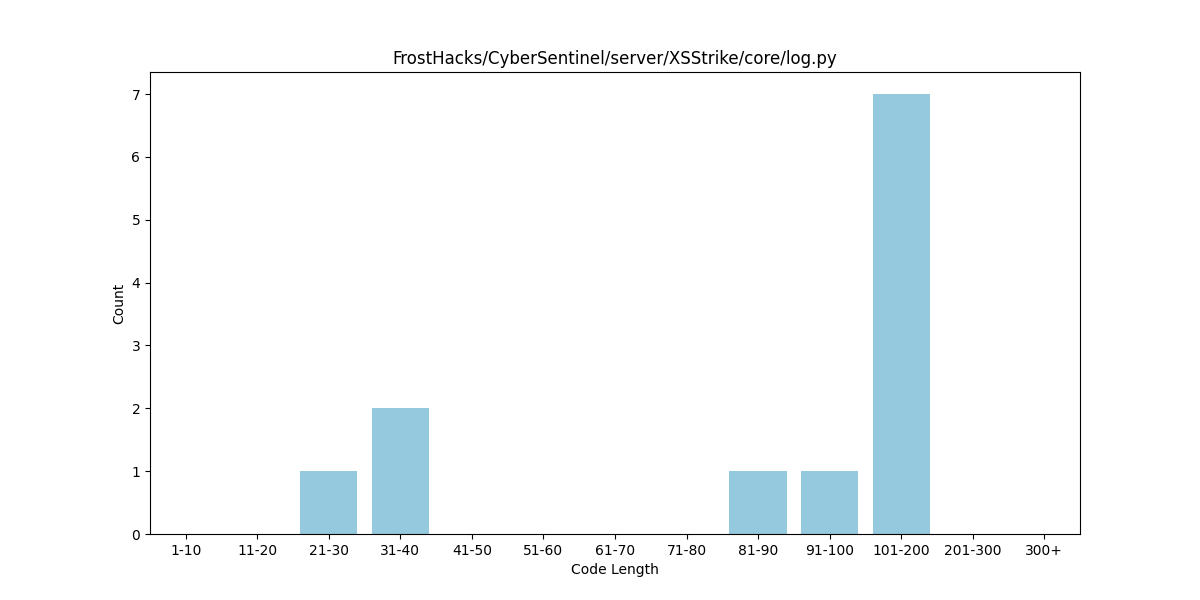 FrostHacks/CyberSentinel/server/XSStrike/core/log.py
7
6
5
4
3
2
1
0
Count
1-10 11-20 21-30 31-40 41-50 51-60 61-70 71-80 81-90 91-100 101-200 201-300 300+
Code Length